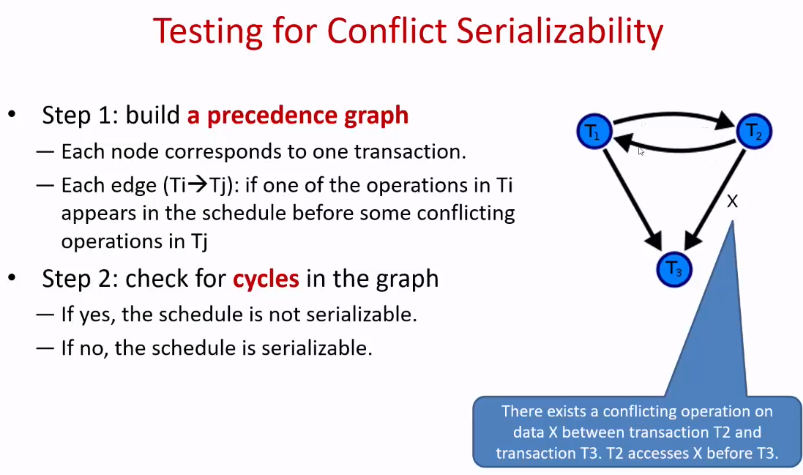 Testing for Conflict Serializability
• Step 1: build a precedence graph
— Each node corresponds to one transaction.
— Each edge (Ti→Tj): if one of the operations in Ti
appears in the schedule before some conflicting
operations in Tj
• Step 2: check for cycles in the graph
— If yes, the schedule is not serializable.
— If no, the schedule is serializable.
T1
T2
X
T3
There exists a conflicting operation on
data X between transaction T2 and
transaction T3. T2 accesses X before T3.